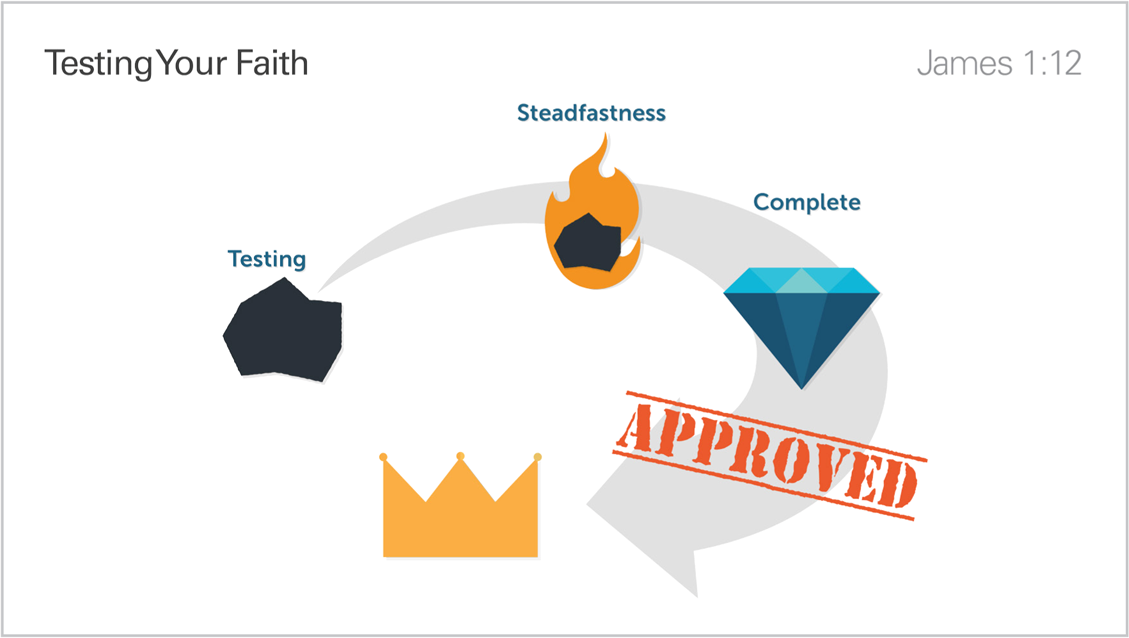 Testing Your Faith
James 1:12
Steadfastness
Complete
Testing
APPROVED